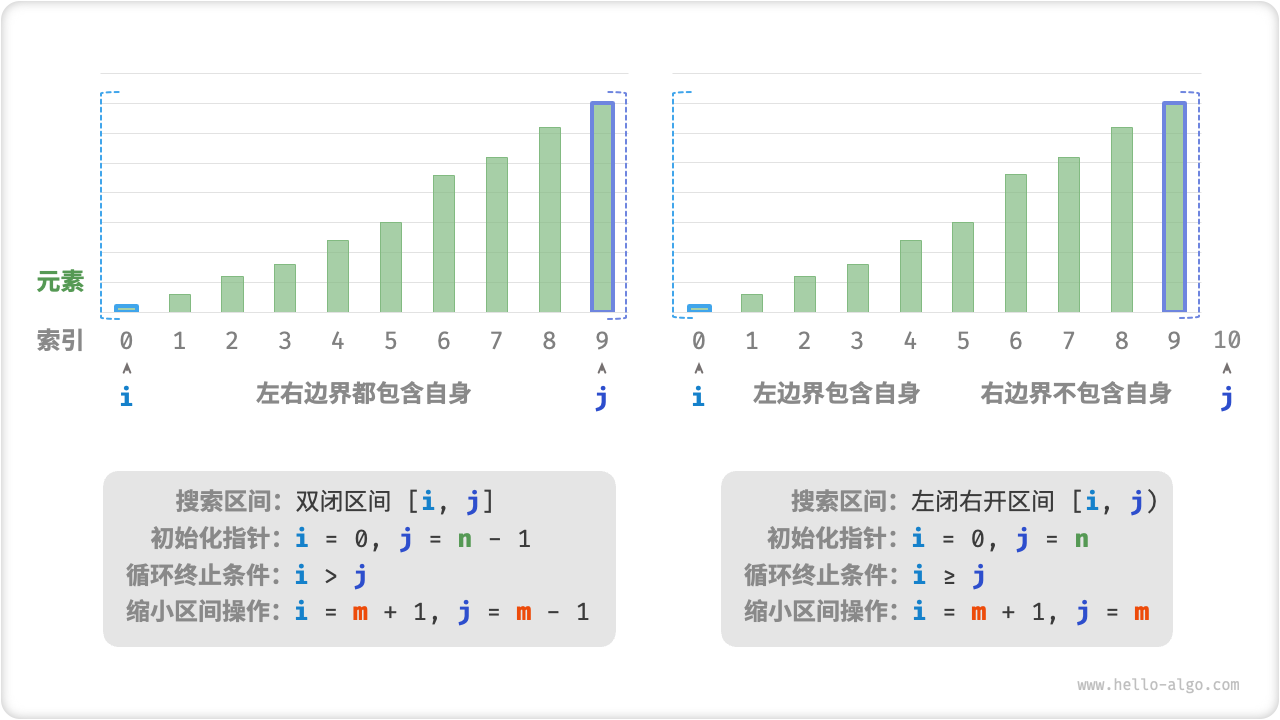 元素
索引 0 1 2 3 4 5 6 7 8 9
i 左右边界都包含自身 j
0 1 2 3 4 5 6 7 8 9 10
i 左边界包含自身 右边界不包含自身 j
搜索区间：双闭区间 [i, j]
初始化指针：i = 0, j = n - 1
循环终止条件：i > j
缩小区间操作：i = m + 1, j = m - 1
搜索区间：左闭右开区间 [i, j)
初始化指针：i = 0, j = n
循环终止条件：i ≥ j
缩小区间操作：i = m + 1, j = m
www.hello-algo.com